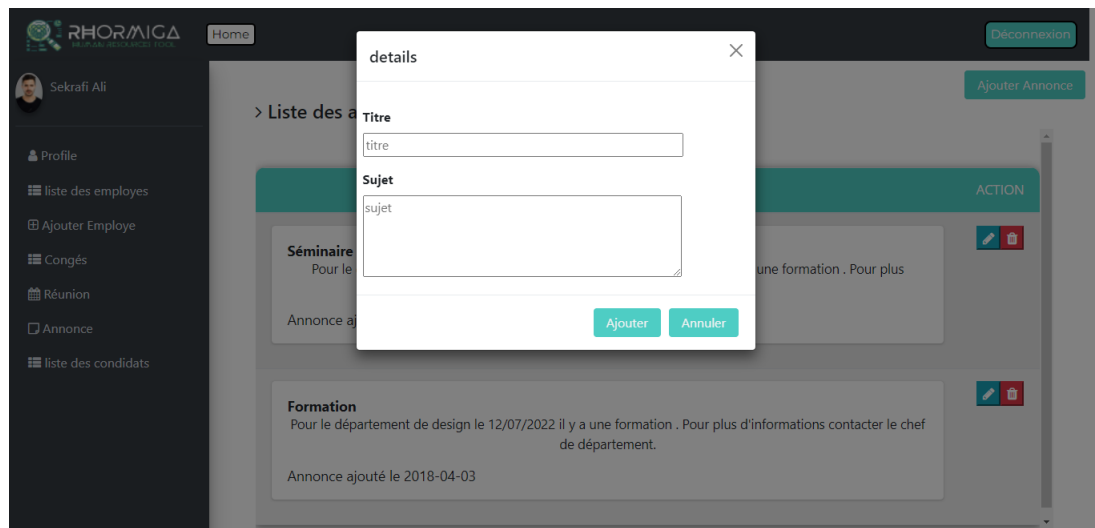 RHORMIGA
HUMAN RESOURCES TOOL
Home
Déconnexion
Sekrafi Ali
Profile
liste des employes
Ajouter Employe
Congés
Réunion
Annonce
liste des condidats
Ajouter Annonce
> Liste des a
ACTION
details
Titre
titre
Sujet
sujet
Ajouter
Annuler
Séminaire
Pour le une formation . Pour plus
Annonce aj
Formation
Pour le département de design le 12/07/2022 il y a une formation . Pour plus d'informations contacter le chef
de département.
Annonce ajouté le 2018-04-03